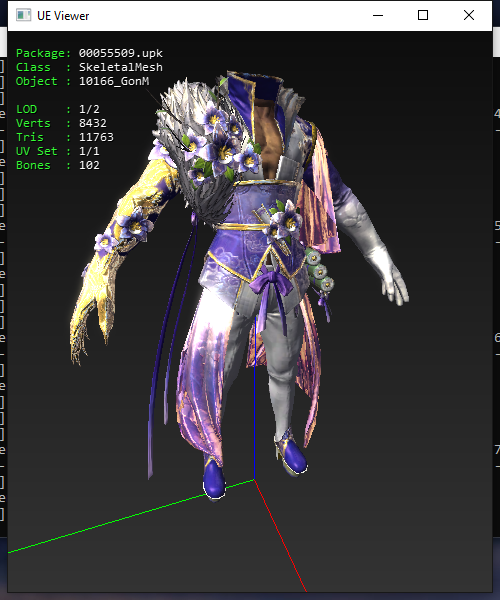 UE Viewer
Package: 00055509.upk
Class : SkeletalMesh
Object : 10166_GonM
LOD : 1/2
Verts : 8432
Tris : 11763
UV Set : 1/1
Bones : 102